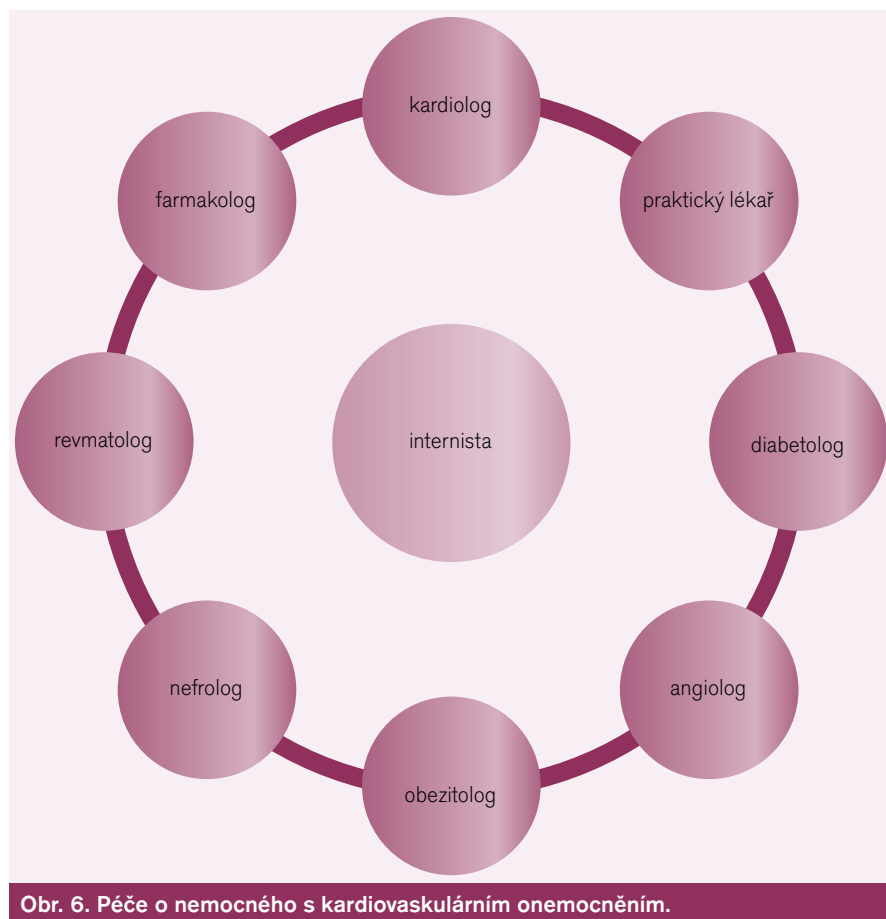 kardiolog
farmakolog
praktický lékař
revmatolog
internista
diabetolog
nefrolog
angiolog
obezitolog
Obr. 6. Péče o nemocného s kardiovaskulárním onemocněním.